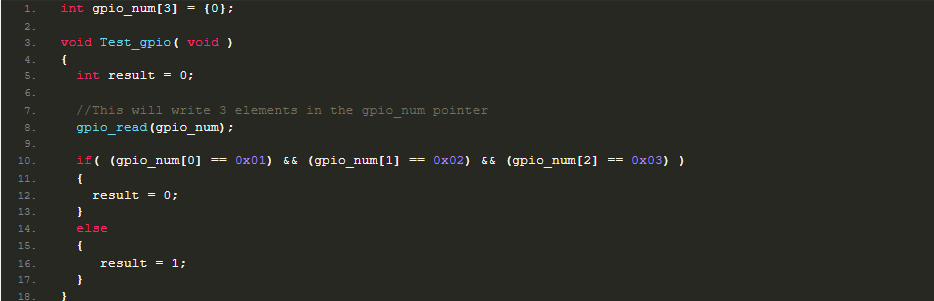 1. int gpio_num[3] = {0};
2.
3. void Test_gpio( void )
4. {
5.   int result = 0;
6.
7.   //This will write 3 elements in the gpio_num pointer
8.   gpio_read(gpio_num);
9.
10.   if( (gpio_num[0] == 0x01) && (gpio_num[1] == 0x02) && (gpio_num[2] == 0x03) )
11.   {
12.     result = 0;
13.   }
14.   else
15.   {
16.      result = 1;
17.   }
18. }